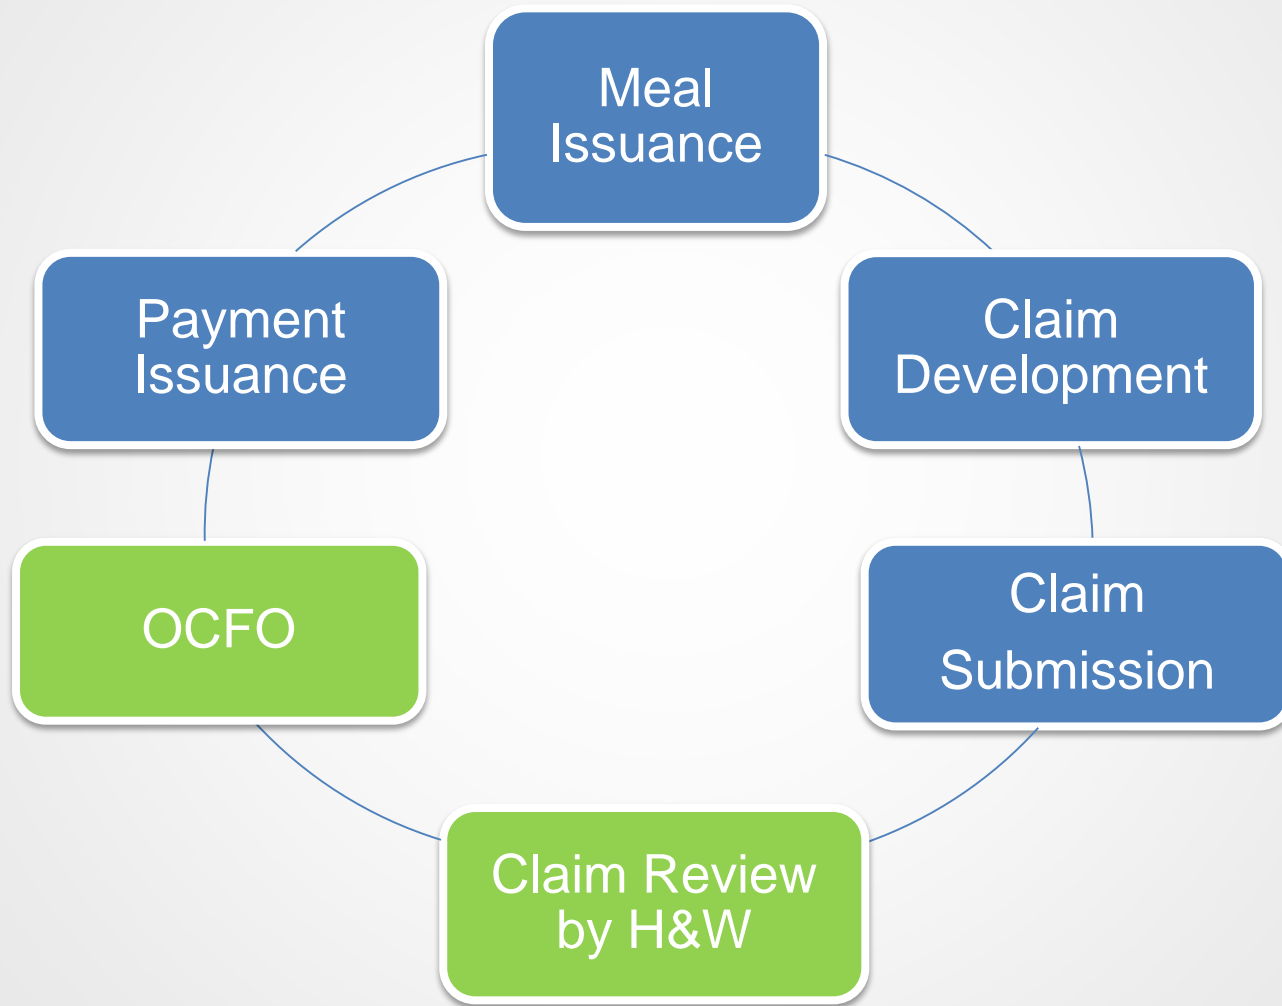 Meal
Issuance
Claim
Development
Claim
Submission
Claim Review
by H&W
OCFO
Payment
Issuance